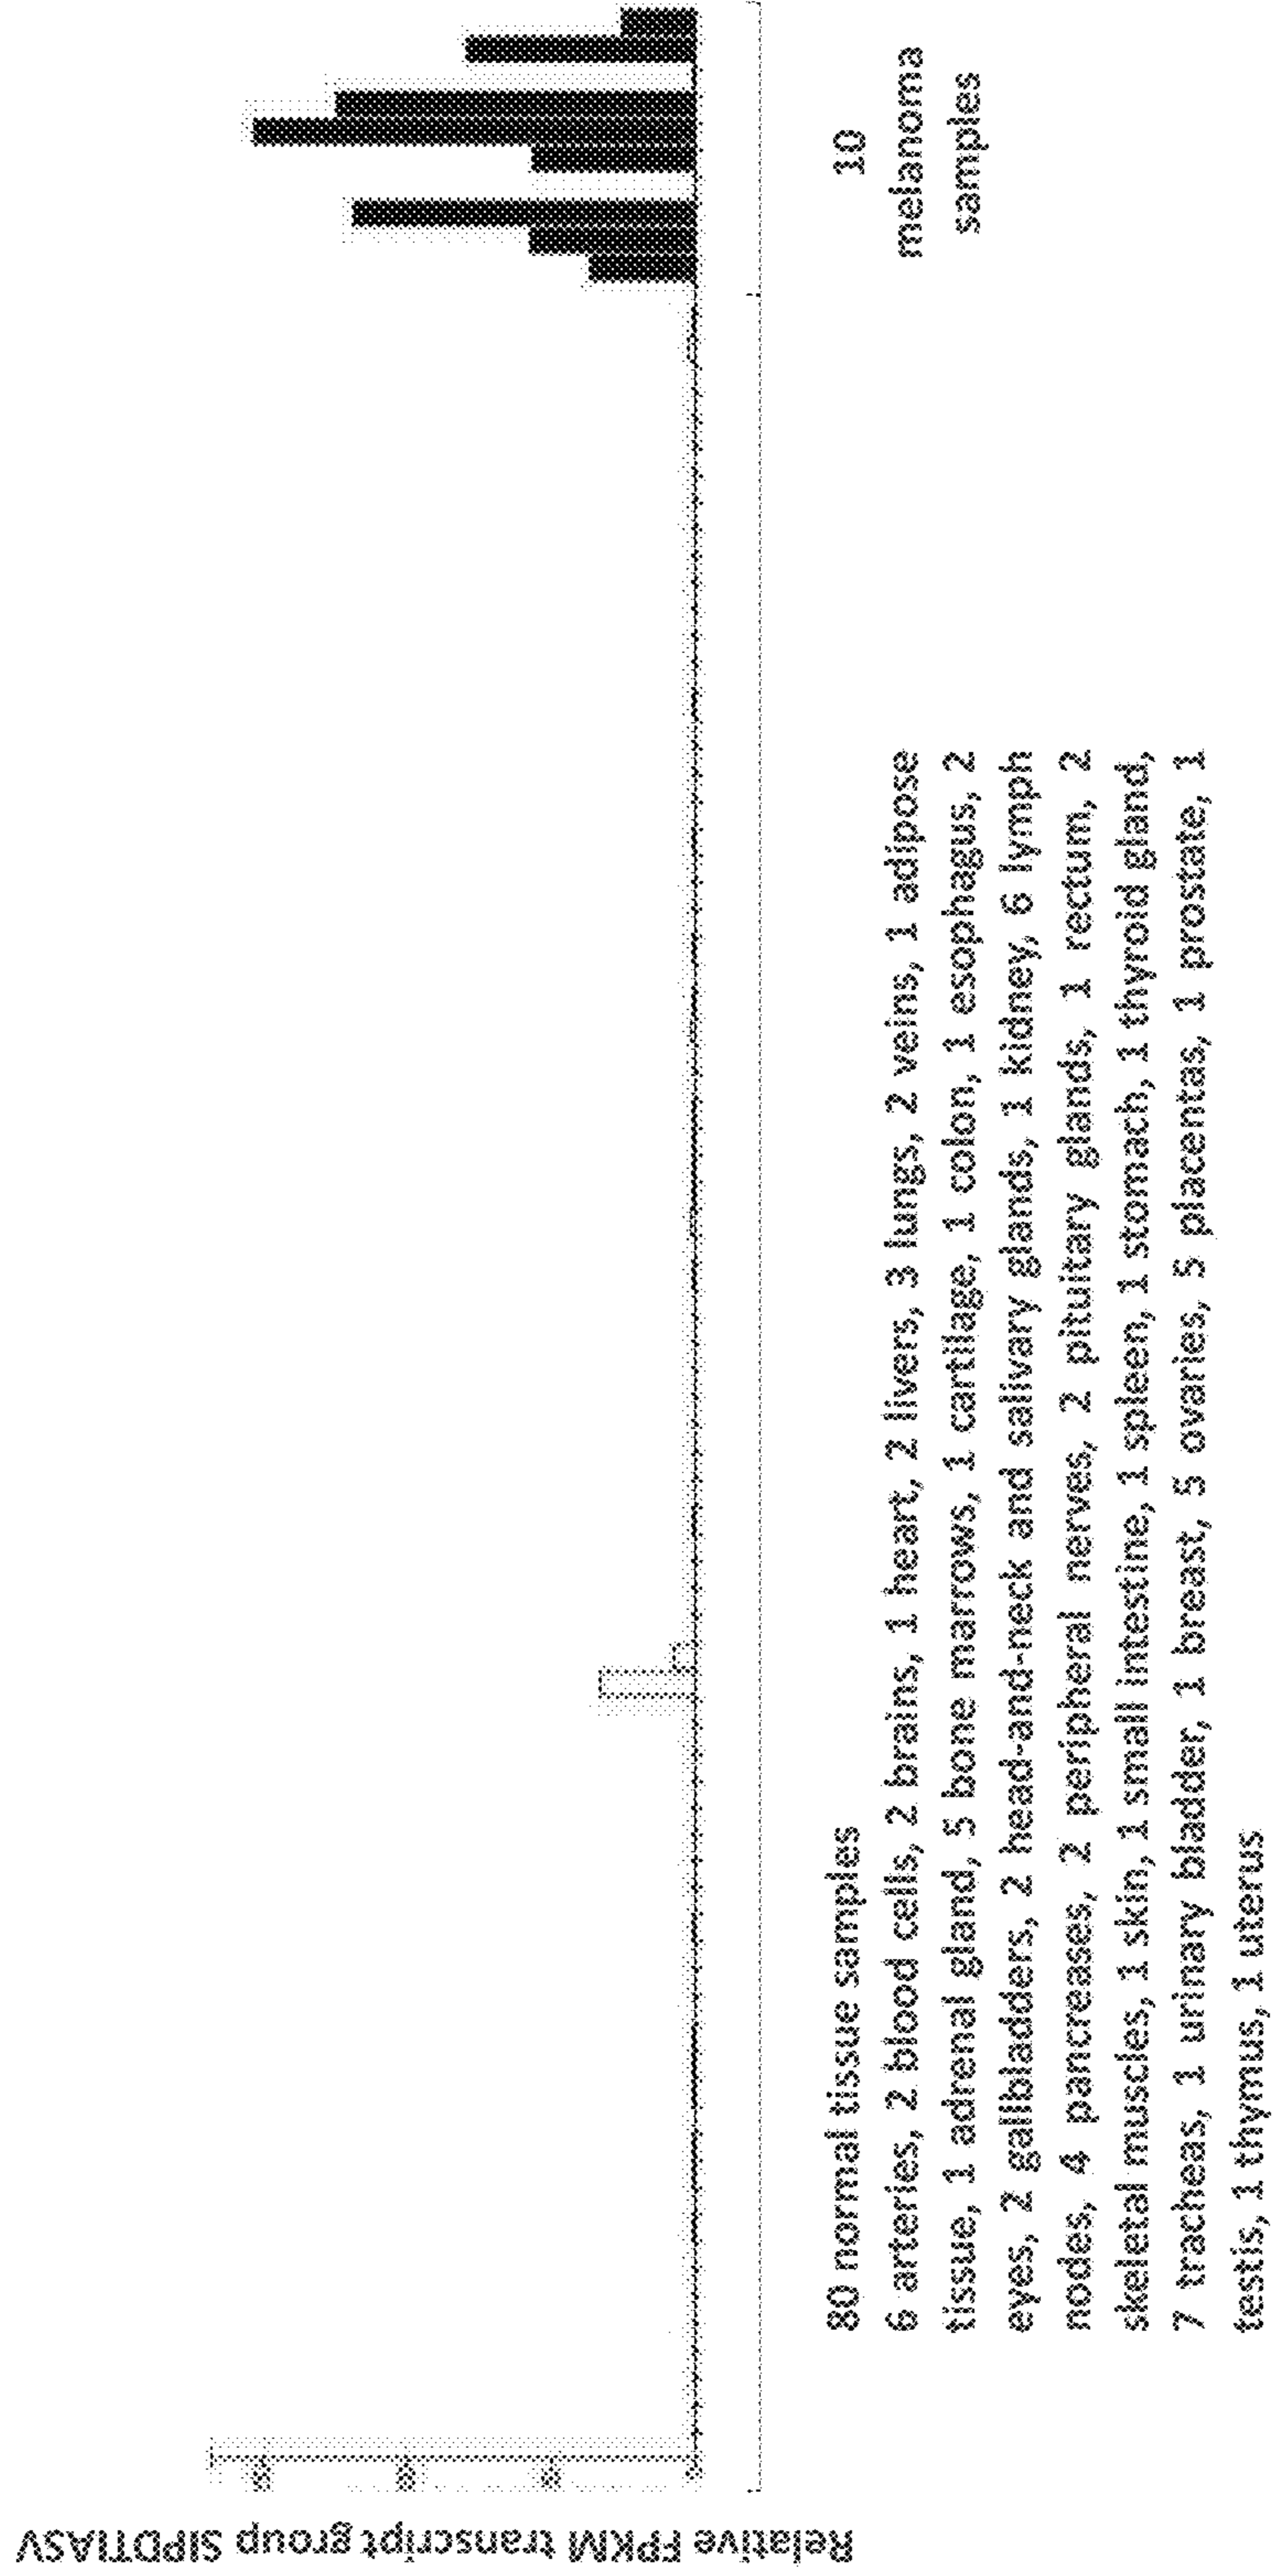 Relative FPKM transcript group SIPDTIASV
0
10
melanoma
samples
80 normal tissue samples
6 arteries, 2 blood cells, 2 brains, 1 heart, 2 livers, 3 lungs, 2 veins, 1 adipose
tissue, 1 adrenal gland, 5 bone marrows, 1 cartilage, 1 colon, 1 esophagus, 2
eyes, 2 gallbladders, 2 head-and-neck and salivary glands, 1 kidney, 6 lymph
nodes, 4 pancreases, 2 peripheral nerves, 2 pituitary glands, 1 rectum, 2
skeletal muscles, 1 skin, 1 small intestine, 1 spleen, 1 stomach, 1 thyroid gland,
7 tracheas, 1 urinary bladder, 1 breast, 5 ovaries, 5 placentas, 1 prostate, 1
testis, 1 thymus, 1 uterus